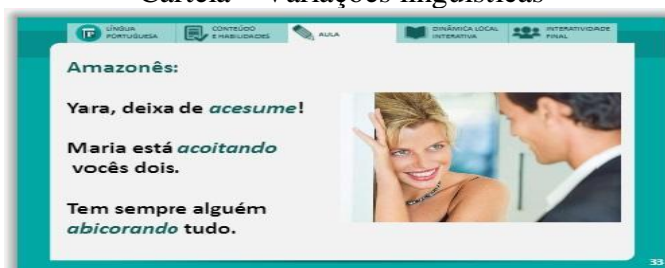 Cartela – Variações linguísticas
LÍNGUA PORTUGUESA
CONTEÚDO E HABILIDADES
AULA
DINÂMICA LOCAL INTERATIVA
INTERATIVIDADE FINAL
Amazonês:
Yara, deixa de acesume!
Maria está acoitando
vocês dois.
Tem sempre alguém
abicorando tudo.
33